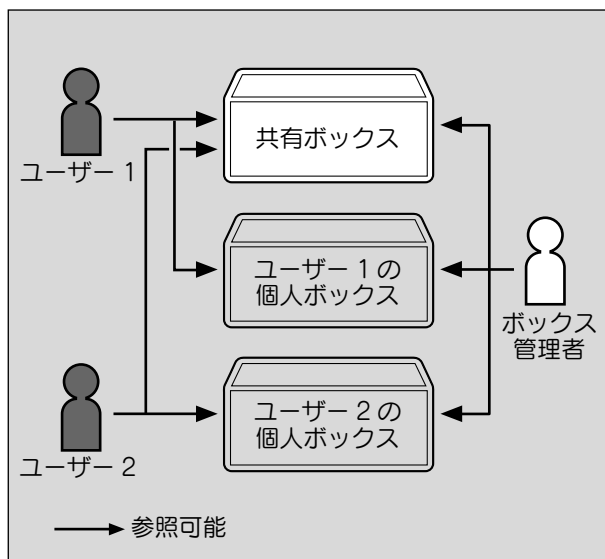 共有ボックス
ユーザー 1
ユーザー 1 の
個人ボックス
ボックス
管理者
ユーザー 2 の
個人ボックス
ユーザー 2
参照可能